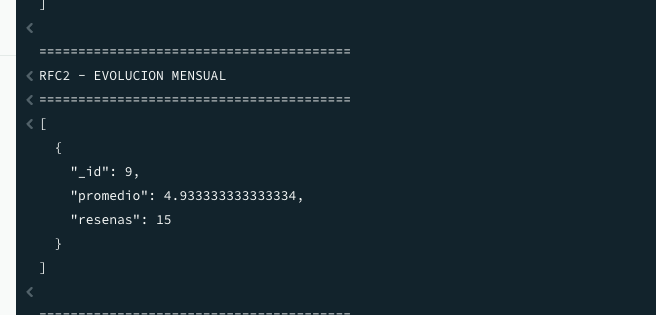 ]
<
========================================
< RFC2 - EVOLUCION MENSUAL
< ========================================
< [
{
"_id": 9,
"promedio": 4.933333333333334,
"resenas": 15
}
]
<
========================================